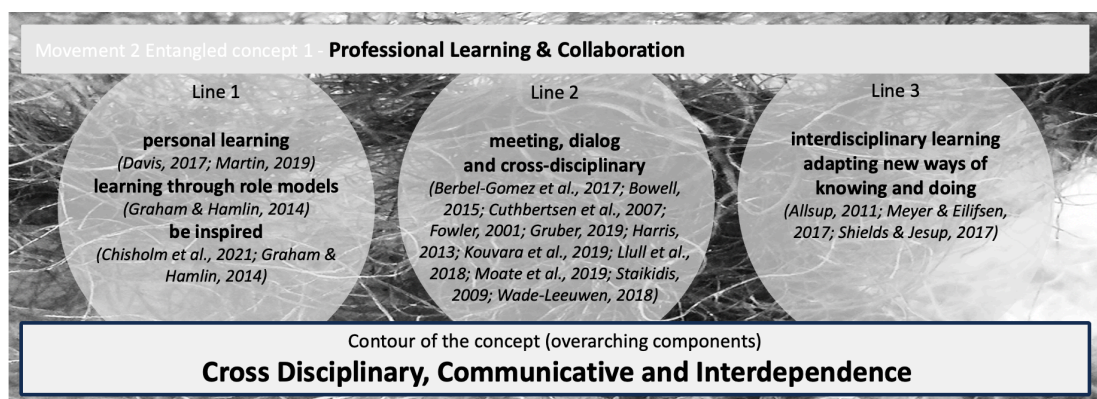 Movement 2 Entangled concept 1 - Professional Learning & Collaboration
Line 1
personal learning
(Davis, 2017; Martin, 2019)
learning through role models
(Graham & Hamlin, 2014)
be inspired
(Chisholm et al., 2021; Graham &
Hamlin, 2014)
Line 2
meeting, dialog
and cross-disciplinary
(Berbel-Gomez et al., 2017; Bowell,
2015; Cuthbertsen et al., 2007;
Fowler, 2001; Gruber, 2019; Harris,
2013; Kouvara et al., 2019; Llull et al.,
2018; Moate et al., 2019; Staikidis,
2009; Wade-Leeuwen, 2018)
Line 3
interdisciplinary learning
adapting new ways of
knowing and doing
(Allsup, 2011; Meyer & Eilifsen,
2017; Shields & Jesup, 2017)
Contour of the concept (overarching components)
Cross Disciplinary, Communicative and Interdependence